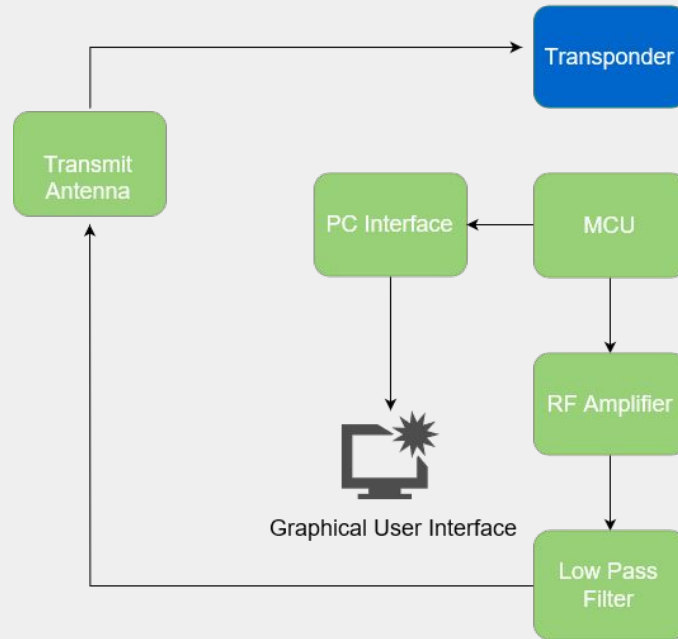 Transponder
Transmit
Antenna
PC Interface
MCU
RF Amplifier
Graphical User Interface
Low Pass
Filter